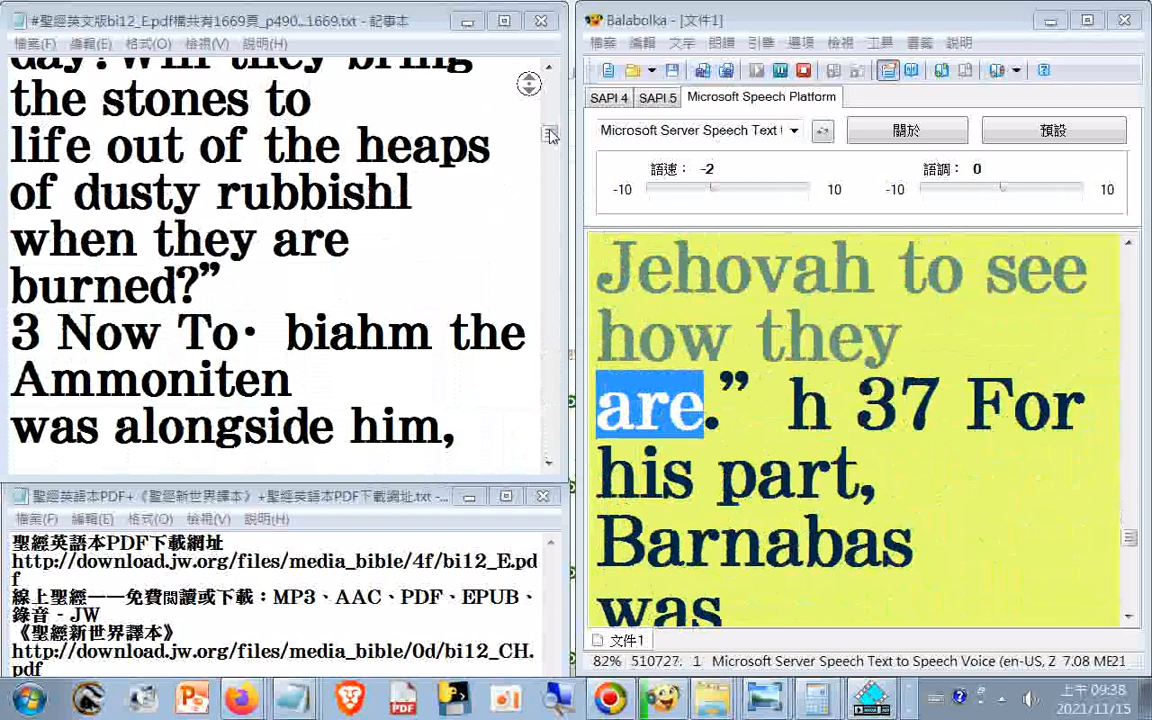 #聖經英文版bi12_E.pdf檔共有1669頁_p490...1669.txt - 記事本
檔案(F) 編輯(E) 格式(O) 檢視(V) 說明(H)
day? Will they bring
the stones to
life out of the heaps
of dusty rubbishl
when they are
burned?”
3 Now To· biahm the
Ammoniten
was alongside him,
聖經英語本PDF+《聖經新世界譯本》+聖經英語本PDF下載網址.txt -...
檔案(F) 編輯(E) 格式(O) 檢視(V) 說明(H)
聖經英語本PDF下載網址
http://download.jw.org/files/media_bible/4f/bi12_E.pd
f
線上聖經——免費閱讀或下載：MP3、AAC、PDF、EPUB、
錄音 - JW
《聖經新世界譯本》
http://download.jw.org/files/media_bible/0d/bi12_CH.
pdf
Balabolka - [文件1]
檔案 編輯 文字 朗讀 引擎 選項 檢視 工具 書籤 說明
SAPI 4 SAPI 5 Microsoft Speech Platform
Microsoft Server Speech Text t
關於 預設
語速： -2 語調： 0
-10 10 -10 10
Jehovah to see
how they
are.” h 37 For
his part,
Barnabas
was
文件1
82% 510727: 1 Microsoft Server Speech Text to Speech Voice (en-US, Z 7.08 ME21
上午 09:38
2021/11/15